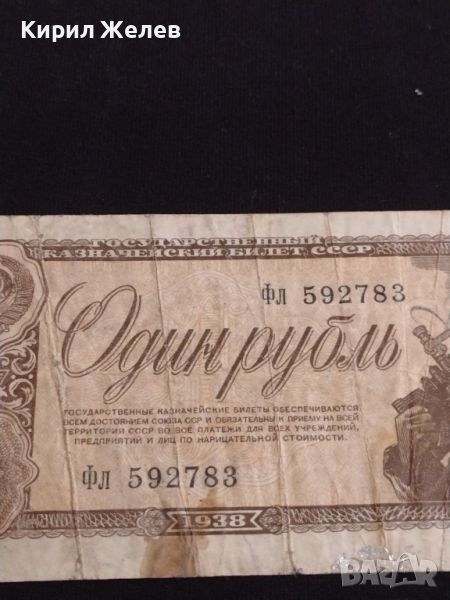 Кирил Желев
ГОСУДАРСТВЕННЫЙ
КАЗНАЧЕЙСКИЙ БИЛЕТ СССР
Фл 592783
Один рубль
ГОСУДАРСТВЕННЫЕ КАЗНАЧЕЙСКИЕ БИЛЕТЫ ОБЕСПЕЧИВАЮТСЯ
ВСЕМ ДОСТОЯНИЕМ СОЮЗА ССР И ОБЯЗАТЕЛЬНЫ К ПРИЕМУ НА ВСЕЙ
ТЕРРИТОРИИ СССР ВО ВСЕ ПЛАТЕЖИ ДЛЯ ВСЕХ УЧРЕЖДЕНИЙ,
ПРЕДПРИЯТИЙ И ЛИЦ ПО НАРИЦАТЕЛЬНОЙ СТОИМОСТИ.
Фл 592783
1938
BAZAR